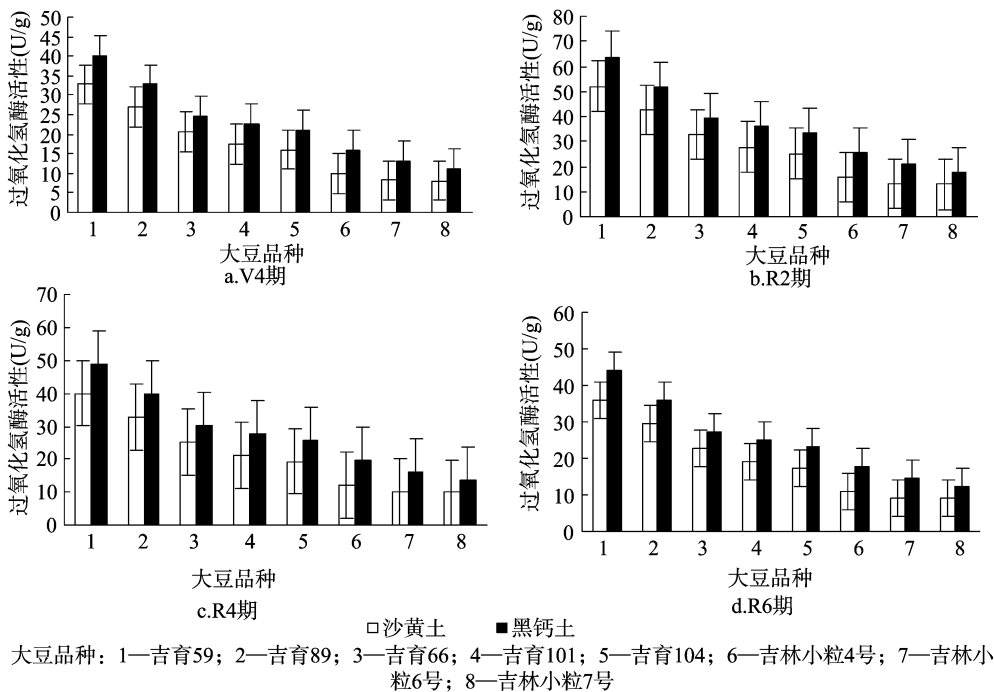 过氧化氢酶活性(U/g)
50
45
40
35
30
25
20
15
10
5
0
1 2 3 4 5 6 7 8
大豆品种
a.V4期
过氧化氢酶活性(U/g)
80
70
60
50
40
30
20
10
0
1 2 3 4 5 6 7 8
大豆品种
b.R2期
过氧化氢酶活性(U/g)
70
60
50
40
30
20
10
0
1 2 3 4 5 6 7 8
大豆品种
c.R4期
过氧化氢酶活性(U/g)
60
50
40
30
20
10
0
1 2 3 4 5 6 7 8
大豆品种
d.R6期
沙黄土 黑钙土
大豆品种：1—吉育59；2—吉育89；3—吉育66；4—吉育101；5—吉育104；6—吉林小粒4号；7—吉林小
粒6号；8—吉林小粒7号